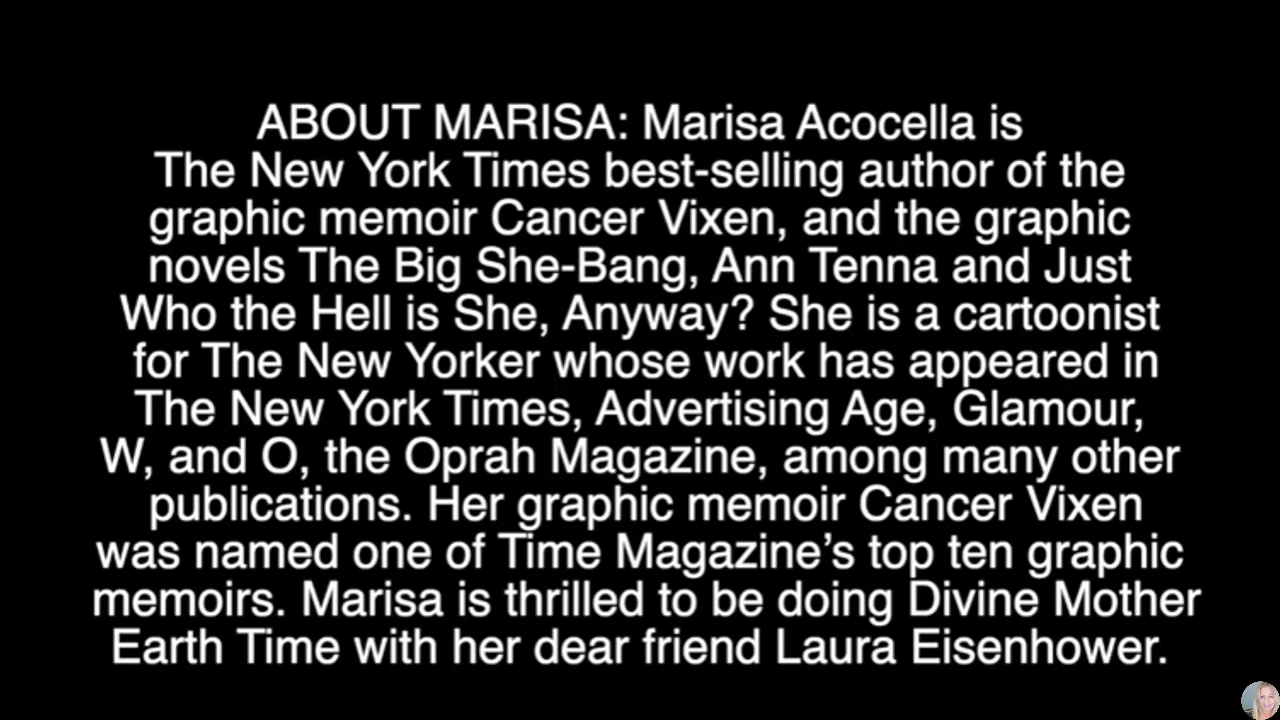 ABOUT MARISA: Marisa Acocella is
The New York Times best-selling author of the
graphic memoir Cancer Vixen, and the graphic
novels The Big She-Bang, Ann Tenna and Just
Who the Hell is She, Anyway? She is a cartoonist
for The New Yorker whose work has appeared in
The New York Times, Advertising Age, Glamour,
W, and O, the Oprah Magazine, among many other
publications. Her graphic memoir Cancer Vixen
was named one of Time Magazine’s top ten graphic
memoirs. Marisa is thrilled to be doing Divine Mother
Earth Time with her dear friend Laura Eisenhower.